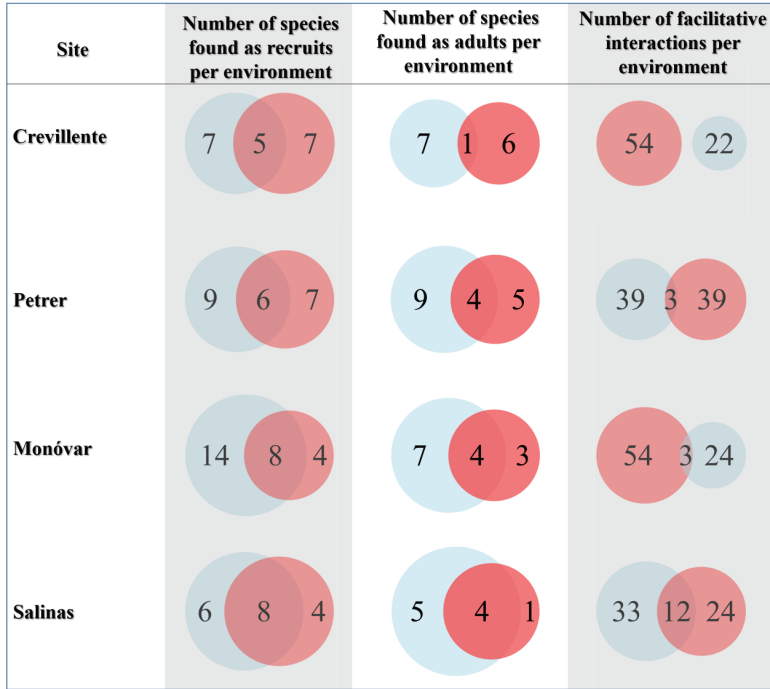 Site
Number of species
found as recruits
per environment
Number of species
found as adults per
environment
Number of facilitative
interactions per
environment
Crevillente
7 5 7
7 1 6
54 22
Petrer
9 6 7
9 4 5
39 3 39
Monóvar
14 8 4
7 4 3
54 3 24
Salinas
6 8 4
5 4 1
33 12 24